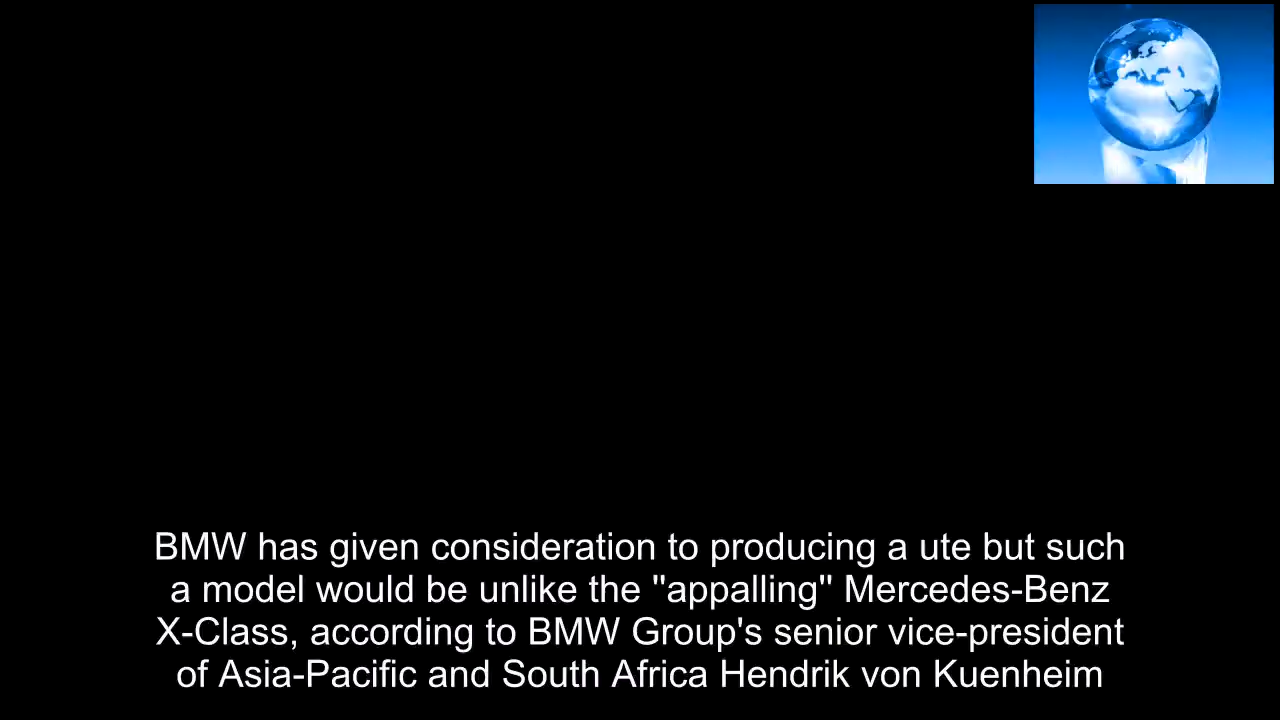 BMW has given consideration to producing a ute but such
a model would be unlike the "appalling" Mercedes-Benz
X-Class, according to BMW Group's senior vice-president
of Asia-Pacific and South Africa Hendrik von Kuenheim